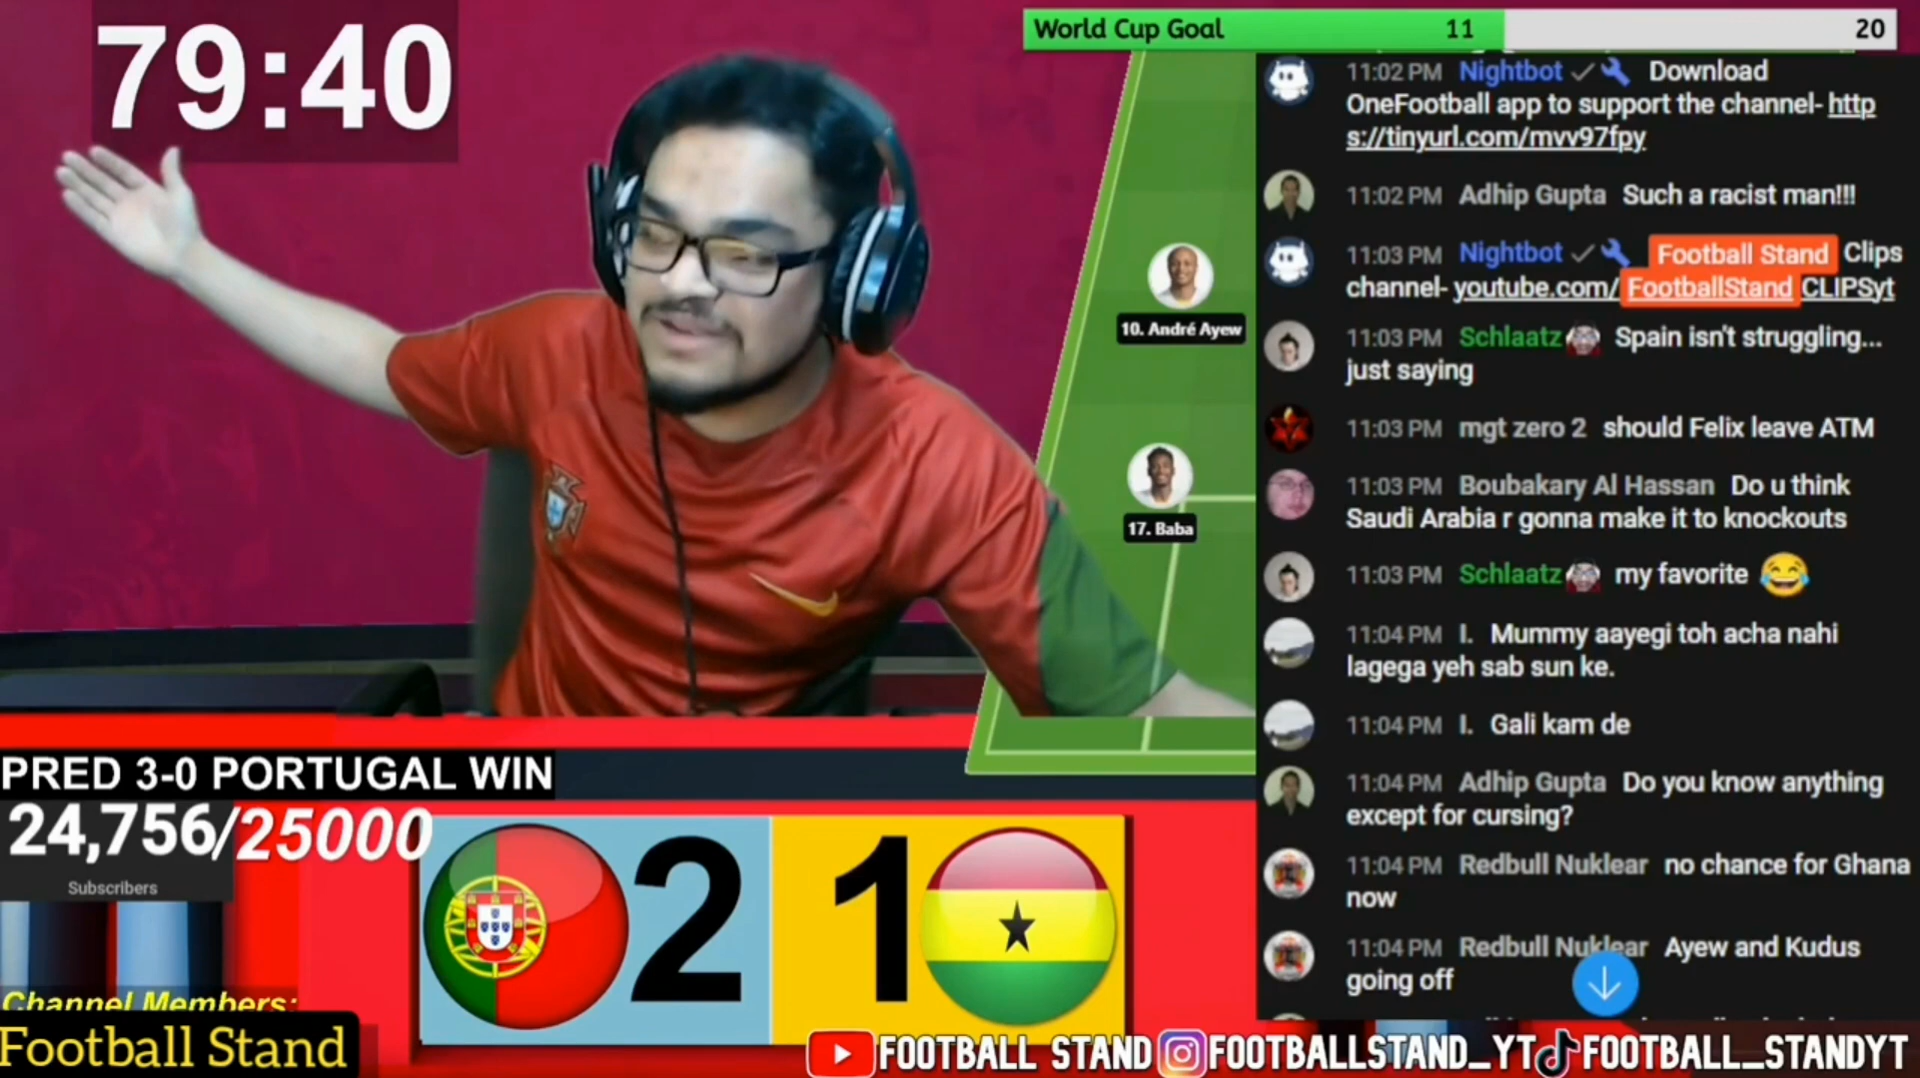 79:40
World Cup Goal 11 20
11:02 PM Nightbot Download
OneFootball app to support the channel- http
s://tinyurl.com/mvv97fpy
11:02 PM Adhip Gupta Such a racist man!!!
11:03 PM Nightbot Football Stand Clips
channel- youtube.com/ FootballStand CLIPSyt
11:03 PM Schlaatz Spain isn't struggling...
just saying
11:03 PM mgt zero 2 should Felix leave ATM
11:03 PM Boubakary Al Hassan Do u think
Saudi Arabia r gonna make it to knockouts
11:03 PM Schlaatz my favorite 😂
11:04 PM I. Mummy aayegi toh acha nahi
lagega yeh sab sun ke.
11:04 PM I. Gali kam de
11:04 PM Adhip Gupta Do you know anything
except for cursing?
11:04 PM Redbull Nuklear no chance for Ghana
now
11:04 PM Redbull Nuklear Ayew and Kudus
going off
10. André Ayew
17. Baba
PRED 3-0 PORTUGAL WIN
24,756/25000
Subscribers
2 1
Channel Members:
Football Stand
FOOTBALL STAND FOOTBALLSTAND_YT FOOTBALL_STANDYT